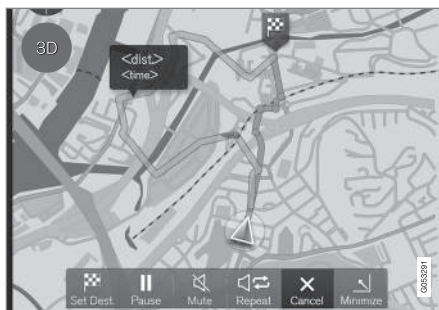 3D
<dist.>
<time>
Set Dest. Pause Mute Repeat Cancel Minimize
G053291